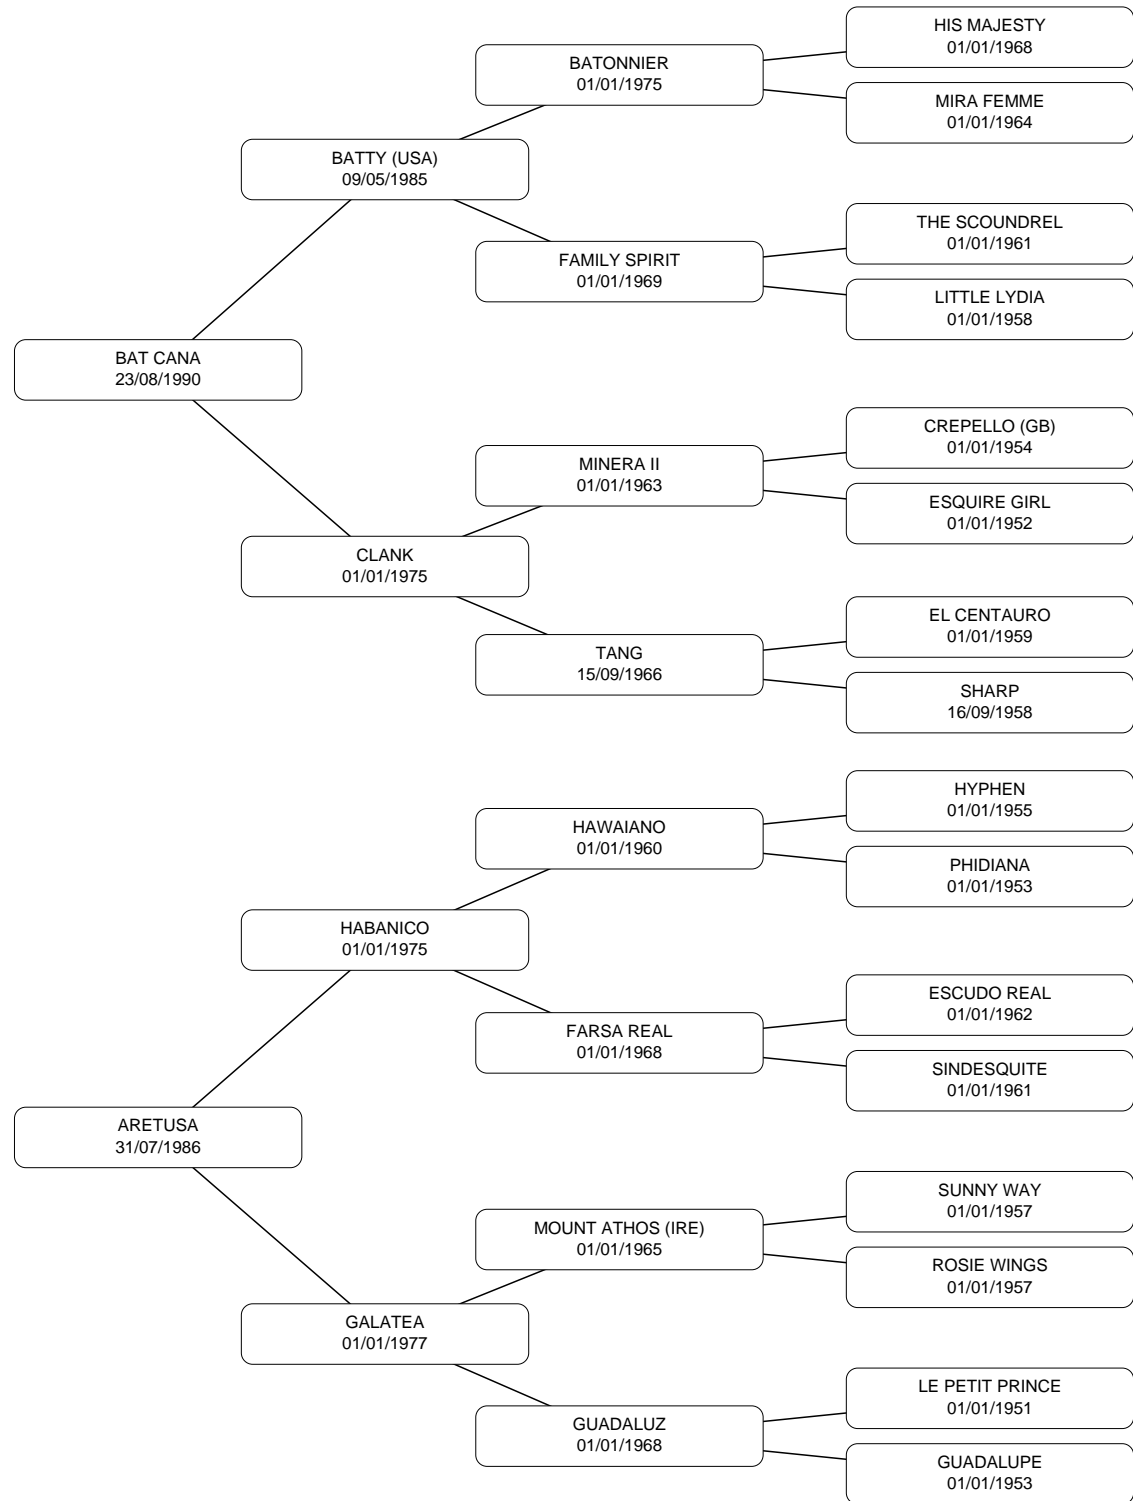 HIS MAJESTY
01/01/1968
BATONNIER
01/01/1975
MIRA FEMME
01/01/1964
BATTY (USA)
09/05/1985
THE SCOUNDREL
01/01/1961
FAMILY SPIRIT
01/01/1969
LITTLE LYDIA
01/01/1958
BAT CANA
23/08/1990
CREPELLO (GB)
01/01/1954
MINERA II
01/01/1963
ESQUIRE GIRL
01/01/1952
CLANK
01/01/1975
EL CENTAURO
01/01/1959
TANG
15/09/1966
SHARP
16/09/1958
HYPHEN
01/01/1955
HAWAIANO
01/01/1960
PHIDIANA
01/01/1953
HABANICO
01/01/1975
ESCUDO REAL
01/01/1962
FARSA REAL
01/01/1968
SINDESQUITE
01/01/1961
ARETUSA
31/07/1986
SUNNY WAY
01/01/1957
MOUNT ATHOS (IRE)
01/01/1965
ROSIE WINGS
01/01/1957
GALATEA
01/01/1977
LE PETIT PRINCE
01/01/1951
GUADALUZ
01/01/1968
GUADALUPE
01/01/1953